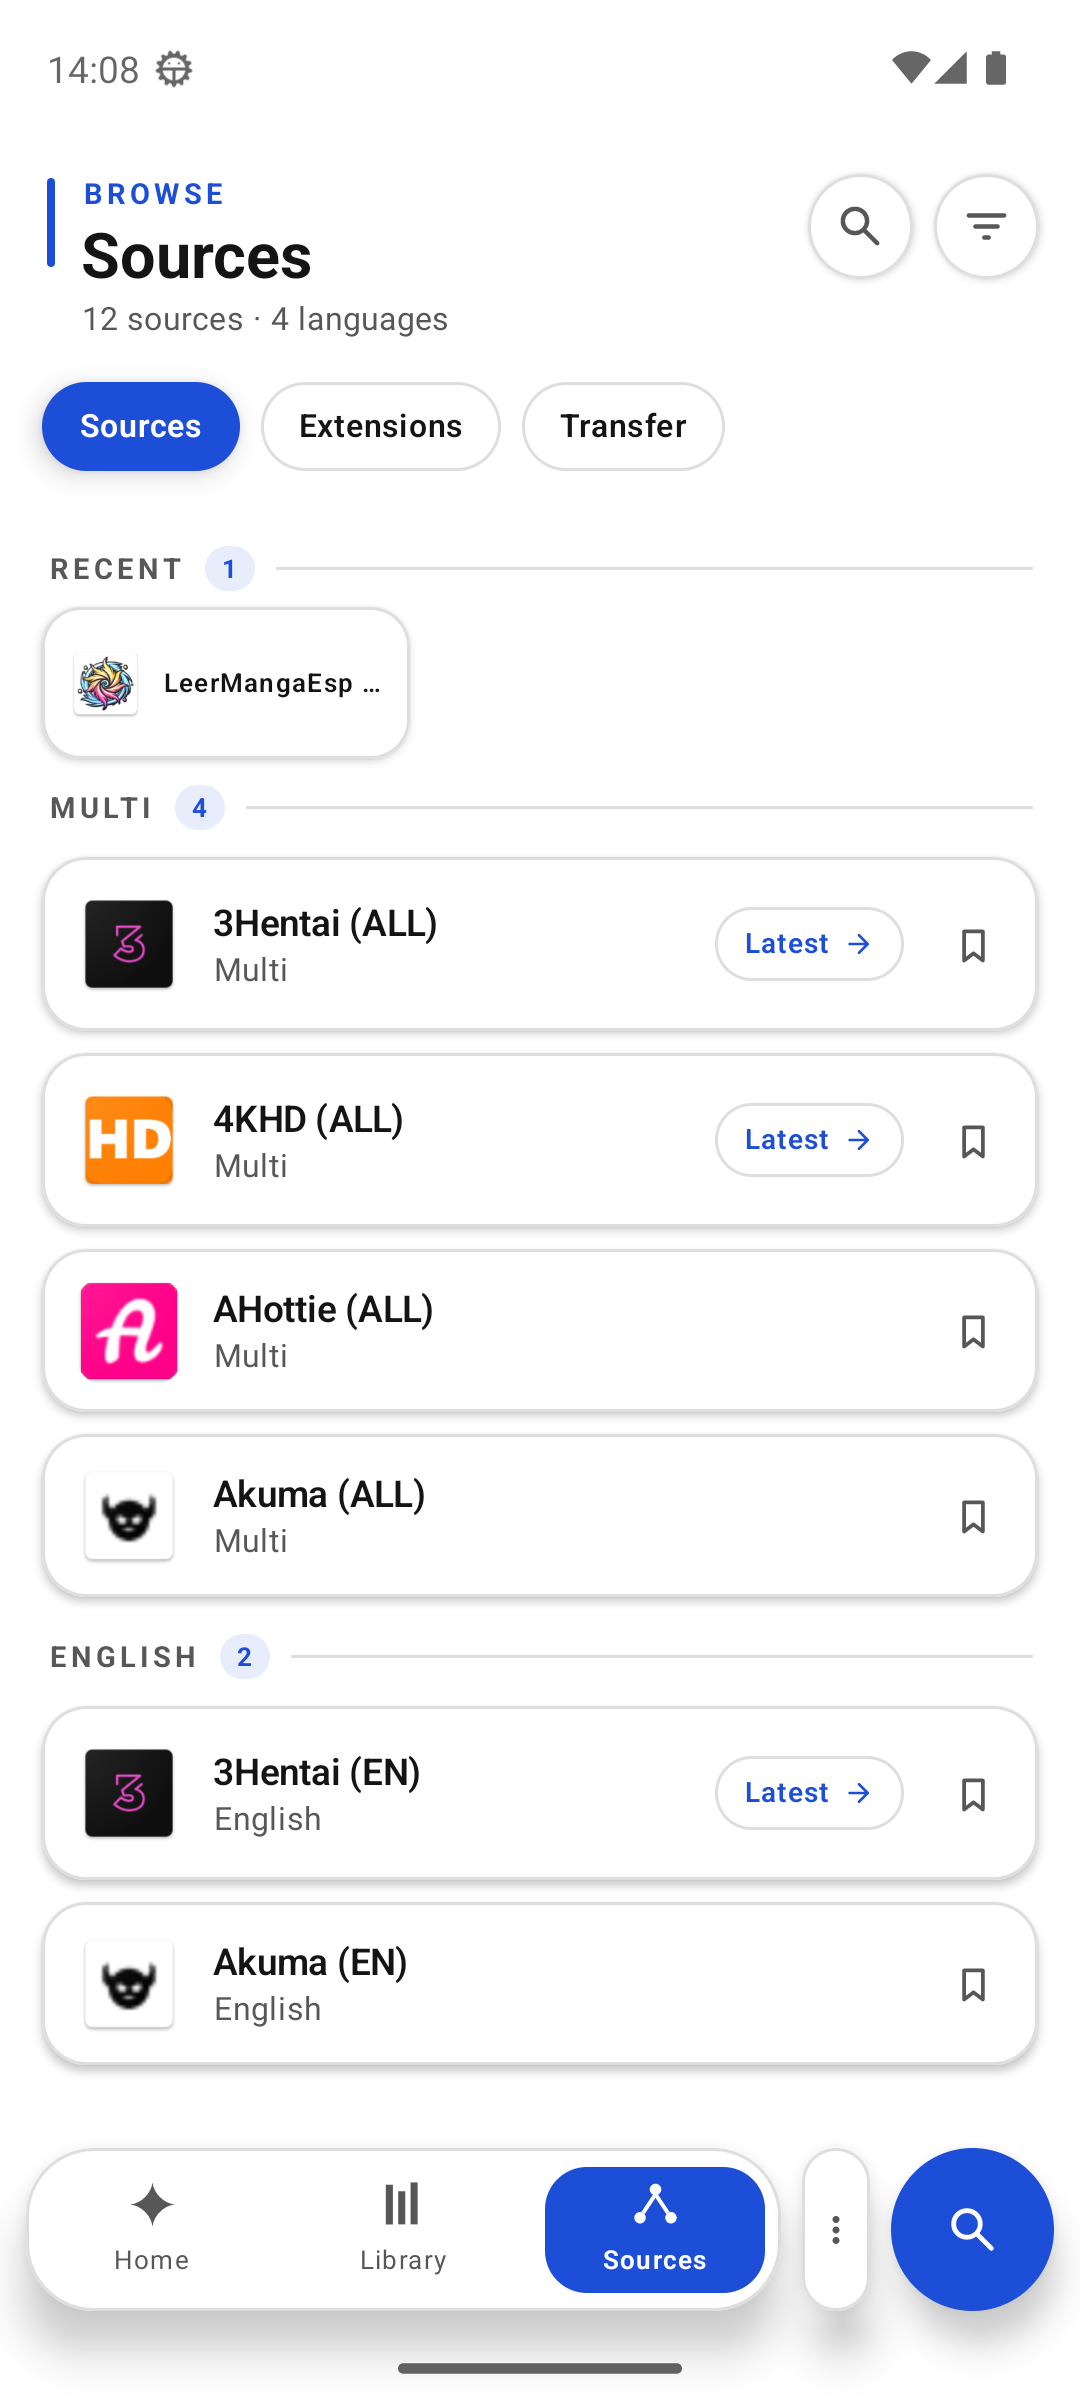 14:08
BROWSE
Sources
12 sources · 4 languages
Sources
Extensions
Transfer
RECENT 1
LeerMangaEsp ...
MULTI 4
3Hentai (ALL)
Multi
Latest →
HD
4KHD (ALL)
Multi
Latest →
A
AHottie (ALL)
Multi
Akuma (ALL)
Multi
ENGLISH 2
3Hentai (EN)
English
Latest →
Akuma (EN)
English
Home
Library
Sources